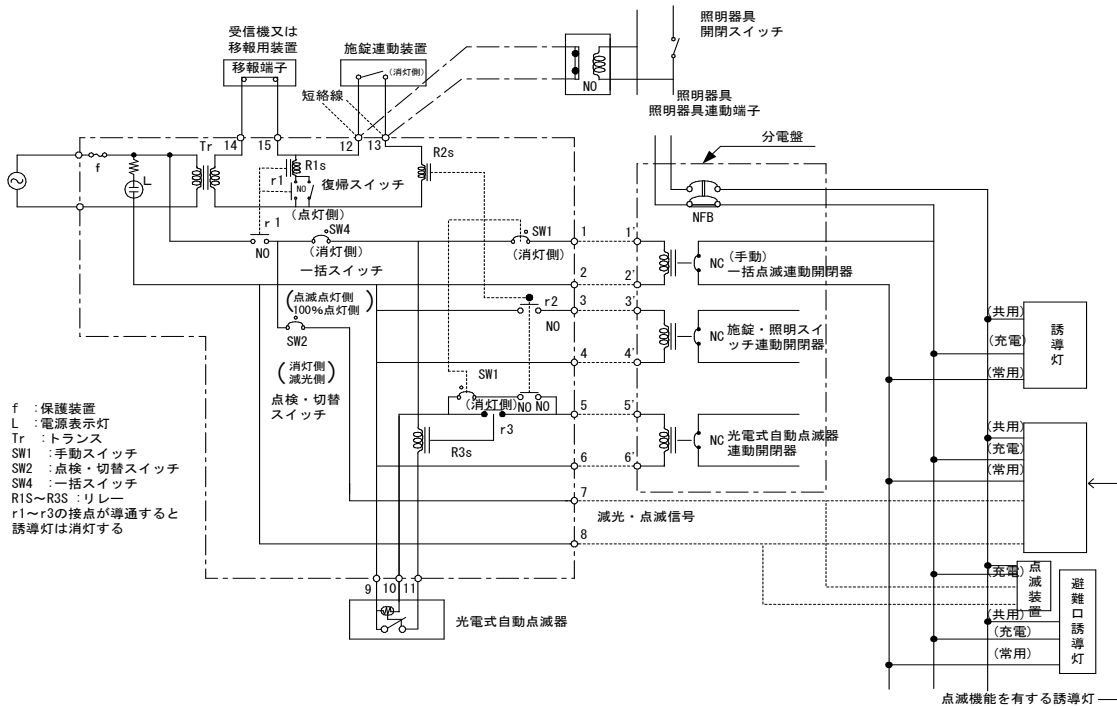 受信機又は
移報用装置
移報端子
施錠連動装置
(消灯側)
短絡線
NO
照明器具
開閉スイッチ
照明器具
照明器具連動端子
分電盤
Tr
14
15
12
13
f
L
R1s
r1
NO
復帰スイッチ
(点灯側)
R2s
NFB
r1
NO
SW4
(消灯側)
一括スイッチ
SW1
(消灯側)
1
1'
2
2'
NC
(手動)
一括点滅連動開閉器
点滅点灯側
100%点灯側
SW2
消灯側
減光側
点検・切替
スイッチ
r2
NO
3
3'
4
4'
NC
施錠・照明スイ
ッチ連動開閉器
SW1
(消灯側)
NO
NO
r3
R3s
5
5'
6
6'
NC
光電式自動点滅器
連動開閉器
7
減光・点滅信号
8
9
10
11
光電式自動点滅器
(共用)
(充電)
(常用)
誘導灯
(共用)
(充電)
(常用)
(充電)
点滅装置
(共用)
(充電)
(常用)
避難口誘導灯
点滅機能を有する誘導灯
f :保護装置
L :電源表示灯
Tr :トランス
SW1 :手動スイッチ
SW2 :点検・切替スイッチ
SW4 :一括スイッチ
R1S~R3S :リレー
r1~r3の接点が導通すると
誘導灯は消灯する